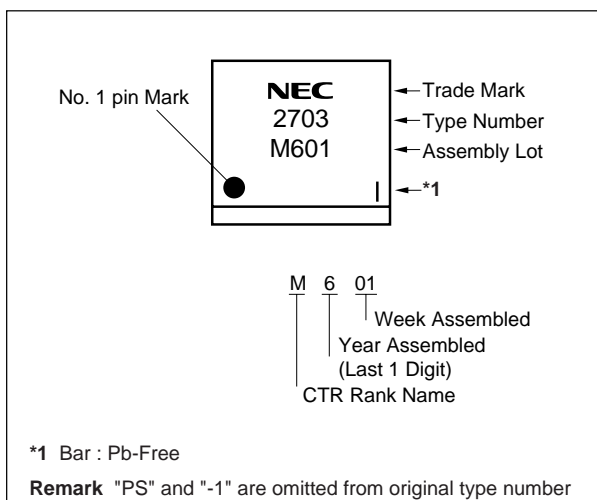 No. 1 pin Mark
NEC
2703
M601
Trade Mark
Type Number
Assembly Lot
*1
M 6 01
Week Assembled
Year Assembled
(Last 1 Digit)
CTR Rank Name
*1 Bar : Pb-Free
Remark "PS" and "-1" are omitted from original type number